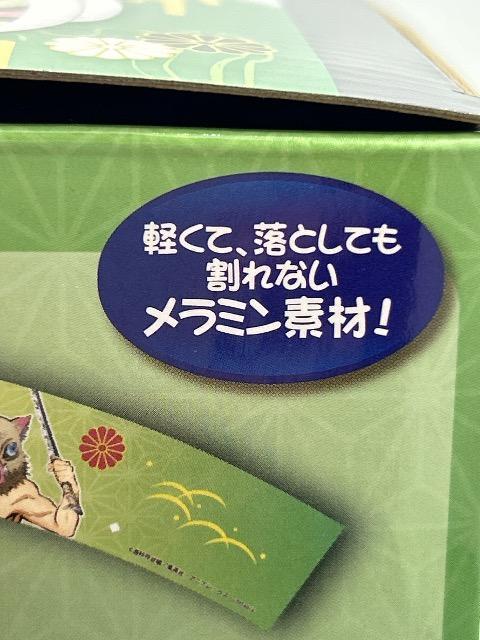 軽くて、落としても
割れない
メラミン素材！